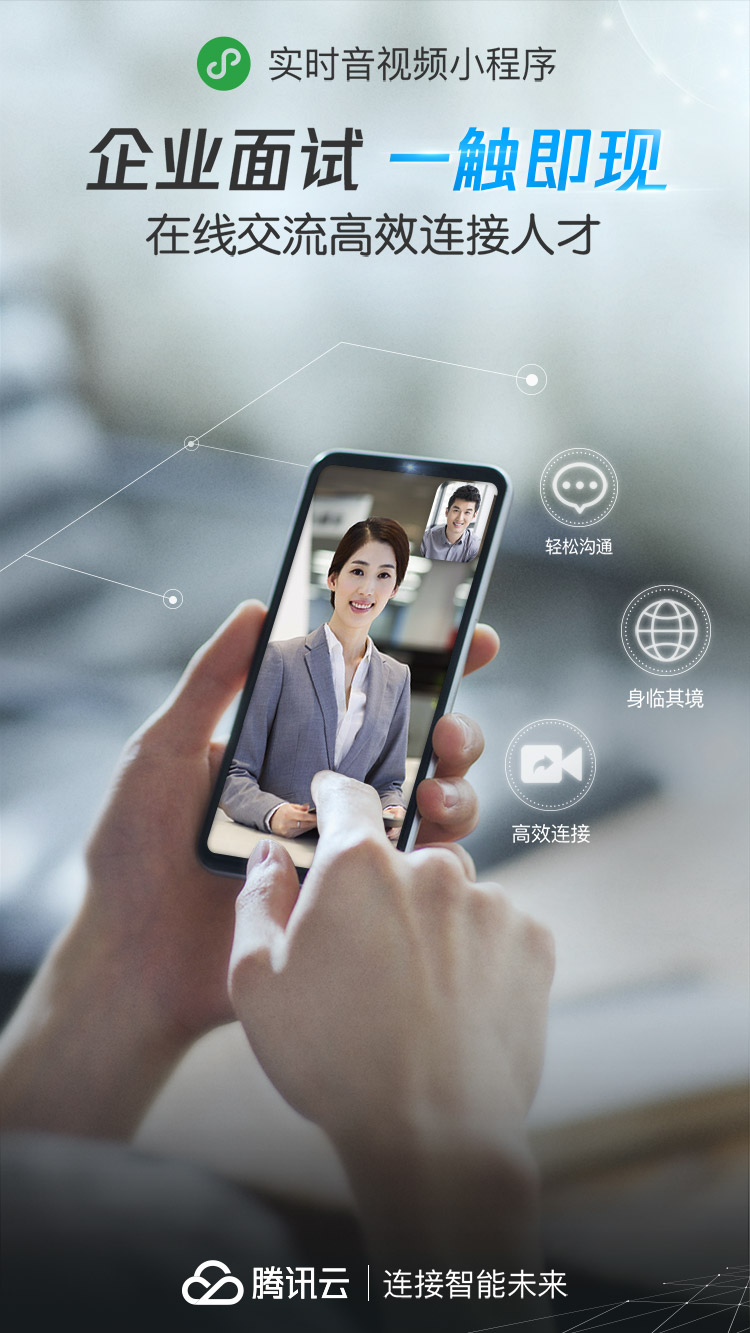 实时音视频小程序
企业面试 一触即现
在线交流高效连接人才
轻松沟通
身临其境
高效连接
腾讯云 | 连接智能未来